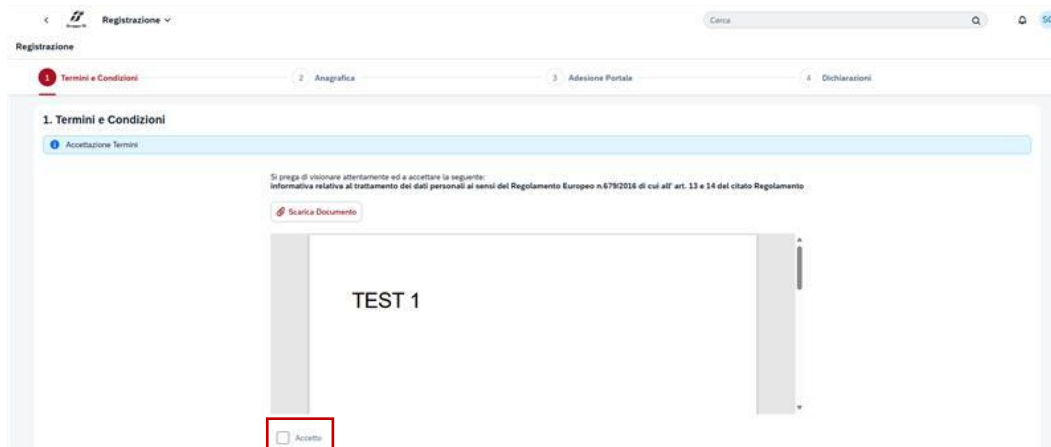 Registrazione
Cerca
Registrazione
1 Termini e Condizioni
2 Anagrafica
3 Adesione Portale
4 Dichiarazioni
1. Termini e Condizioni
Accettazione Termini
Si prega di visionare attentamente ed a accettare la seguente:
informativa relativa al trattamento dei dati personali ai sensi del Regolamento Europeo n.679/2016 di cui all' art. 13 e 14 del citato Regolamento
Scarica Documento
TEST 1
Accetto